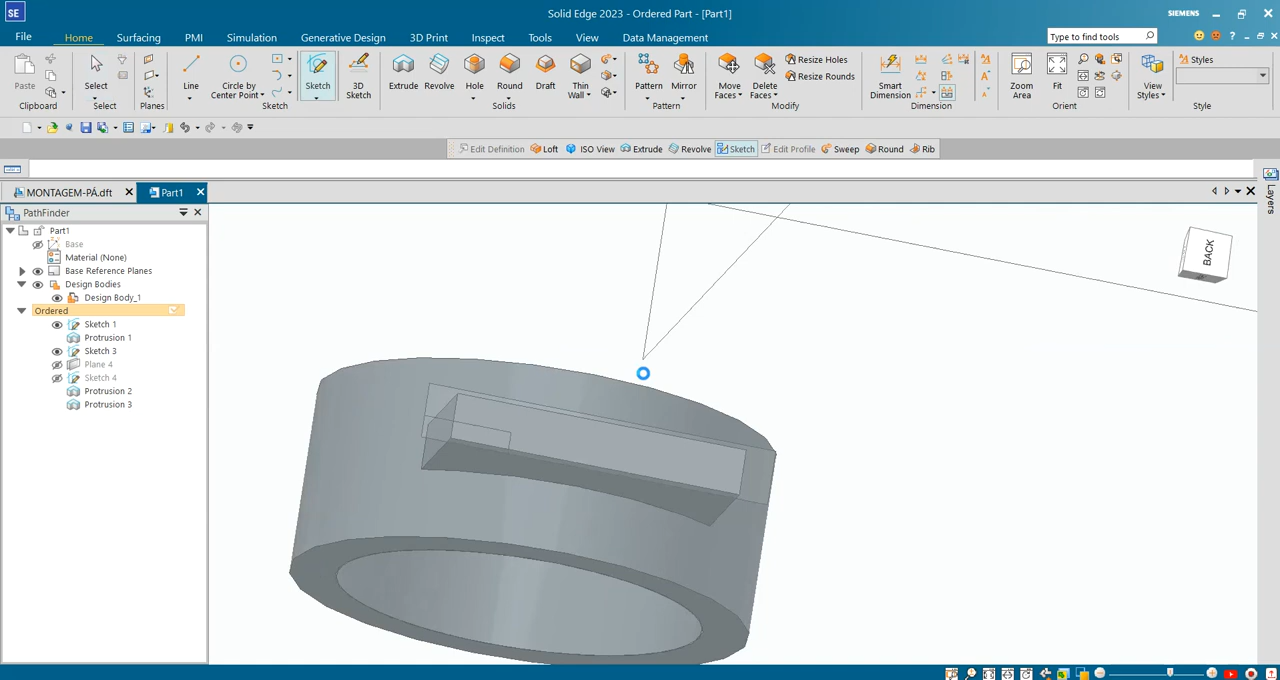 SE Solid Edge 2023 - Ordered Part - [Part1] SIEMENS
File Home Surfacing PMI Simulation Generative Design 3D Print Inspect Tools View Data Management Type to find tools
Paste Select Line Circle by Center Point Sketch 3D Sketch Extrude Revolve Hole Round Draft Thin Wall Pattern Mirror Move Faces Delete Faces Resize Holes Resize Rounds Smart Dimension Zoom Area Fit View Styles Styles
Clipboard Select Planes Sketch Solids Pattern Modify Dimension Orient Style
Edit Definition Loft ISO View Extrude Revolve Sketch Edit Profile Sweep Round Rib
MONTAGEM-PÁ.dft Part1
PathFinder
Layers
Part1
Base
Material (None)
Base Reference Planes
Design Bodies
Design Body_1
Ordered
Sketch 1
Protrusion 1
Sketch 3
Plane 4
Sketch 4
Protrusion 2
Protrusion 3
BACK